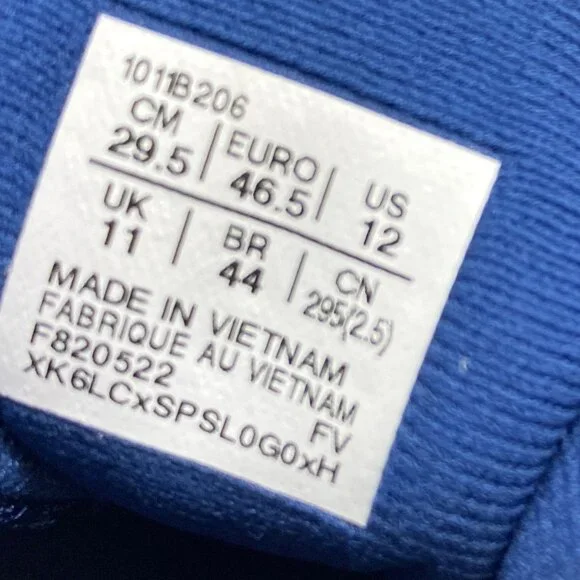 1011B206
CM | EURO | US
29.5 | 46.5 | 12
UK | BR | CN
11 | 44 | 295(2.5)
MADE IN VIETNAM
FABRIQUE AU VIETNAM
F820522 FV
XK6LCxSPSL0G0xH